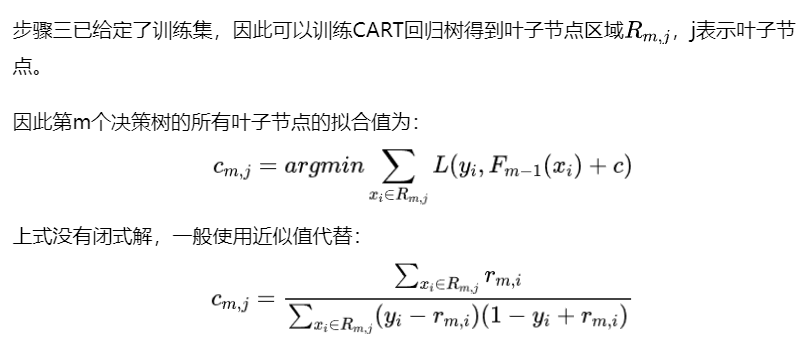 步骤三已给定了训练集，因此可以训练CART回归树得到叶子节点区域$R_{m,j}$，j表示叶子节
点。
因此第m个决策树的所有叶子节点的拟合值为：
$c_{m,j} = argmin \sum_{x_i \in R_{m,j}} L(y_i, F_{m-1}(x_i) + c)$
上式没有闭式解，一般使用近似值代替：
$c_{m,j} = \frac{\sum_{x_i \in R_{m,j}} r_{m,i}}{\sum_{x_i \in R_{m,j}} (y_i - r_{m,i})(1 - y_i + r_{m,i})}$